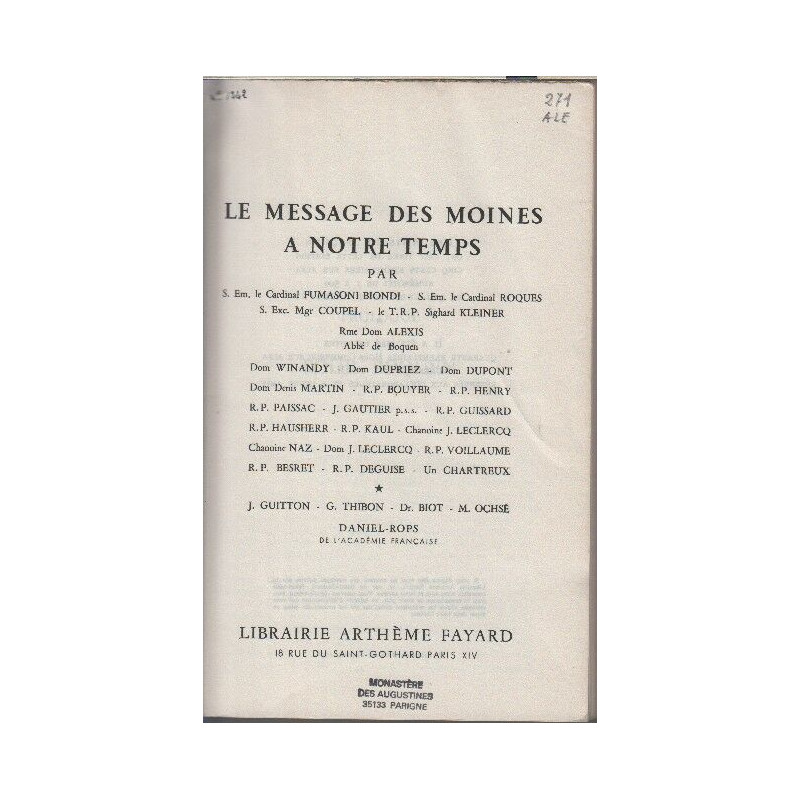 1242
271
ALE
LE MESSAGE DES MOINES
A NOTRE TEMPS
PAR
S. Em. le Cardinal FUMASONI BIONDI - S. Em. le Cardinal ROQUES
S. Exc. Mgr COUPEL - le T.R.P. Sighard KLEINER
Rme Dom ALEXIS
Abbé de Boquen
Dom WINANDY - Dom DUPRIEZ - Dom DUPONT
Dom Denis MARTIN - R.P. BOUYER - R.P. HENRY
R.P. PAISSAC - J. GAUTIER p.s.s. - R.P. GUISSARD
R.P. HAUSHERR - R.P. KAUL - Chanoine J. LECLERCQ
Chanoine NAZ - Dom J. LECLERCQ - R.P. VOILLAUME
R.P. BESRET - R.P. DEGUISE - Un CHARTREUX
★
J. GUITTON - G. THIBON - Dr. BIOT - M. OCHSÉ
DANIEL-ROPS
DE L'ACADÉMIE FRANÇAISE
LIBRAIRIE ARTHÈME FAYARD
18 RUE DU SAINT-GOTHARD PARIS XIV
MONASTÈRE
DES AUGUSTINES
35133 PARIGNE